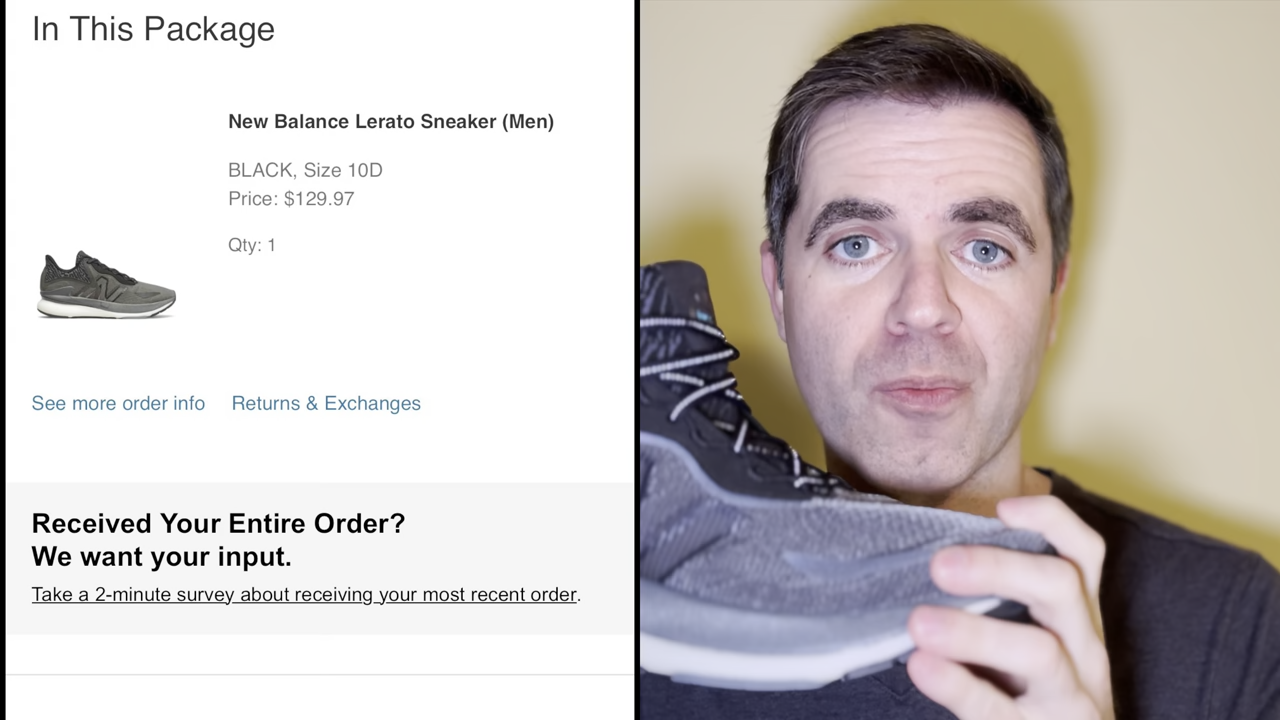 In This Package
New Balance Lerato Sneaker (Men)
BLACK, Size 10D
Price: $129.97
Qty: 1
See more order info Returns & Exchanges
Received Your Entire Order?
We want your input.
Take a 2-minute survey about receiving your most recent order.